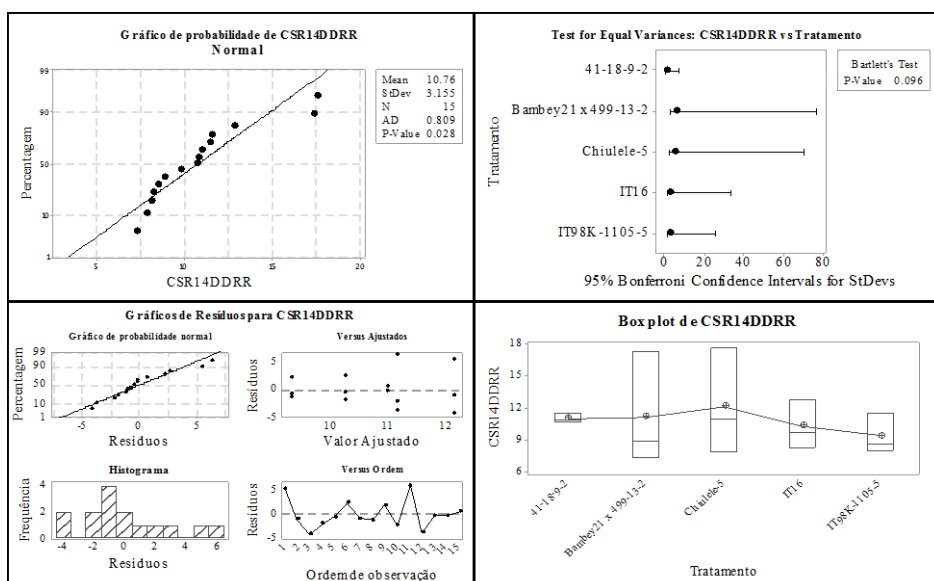 Gráfico de probabilidade de CSR14DDRR
Normal
99
90
50
10
1
Percentagem
5
10
15
20
CSR14DDRR
Mean 10.76
StDev 3.155
N 15
AD 0.809
P-Value 0.028
Test for Equal Variances: CSR14DDRR vs Tratamento
41-18-9-2
Bambey21 x 499-13-2
Chiulele-5
IT16
IT98K-1105-5
Tratamento
0
20
40
60
80
95% Bonferroni Confidence Intervals for StDevs
Bartlett's Test
P-Value 0.096
Gráficos de Resíduos para CSR14DDRR
Gráfico de probabilidade normal
99
90
50
10
1
Percentagem
-5
0
5
Resíduos
Versus Ajustados
5
0
-5
Resíduos
10
11
12
Valor Ajustado
Histograma
4
2
0
Frequência
-4
-2
0
2
4
6
Resíduos
Versus Ordem
5
0
-5
Resíduos
1 2 3 4 5 6 7 8 9 10 11 12 13 14 15
Ordem de observação
Boxplot de CSR14DDRR
18
15
12
9
6
CSR14DDRR
41-18-9-2
Bambey21 x 499-13-2
Chiulele-5
IT16
IT98K-1105-5
Tratamento